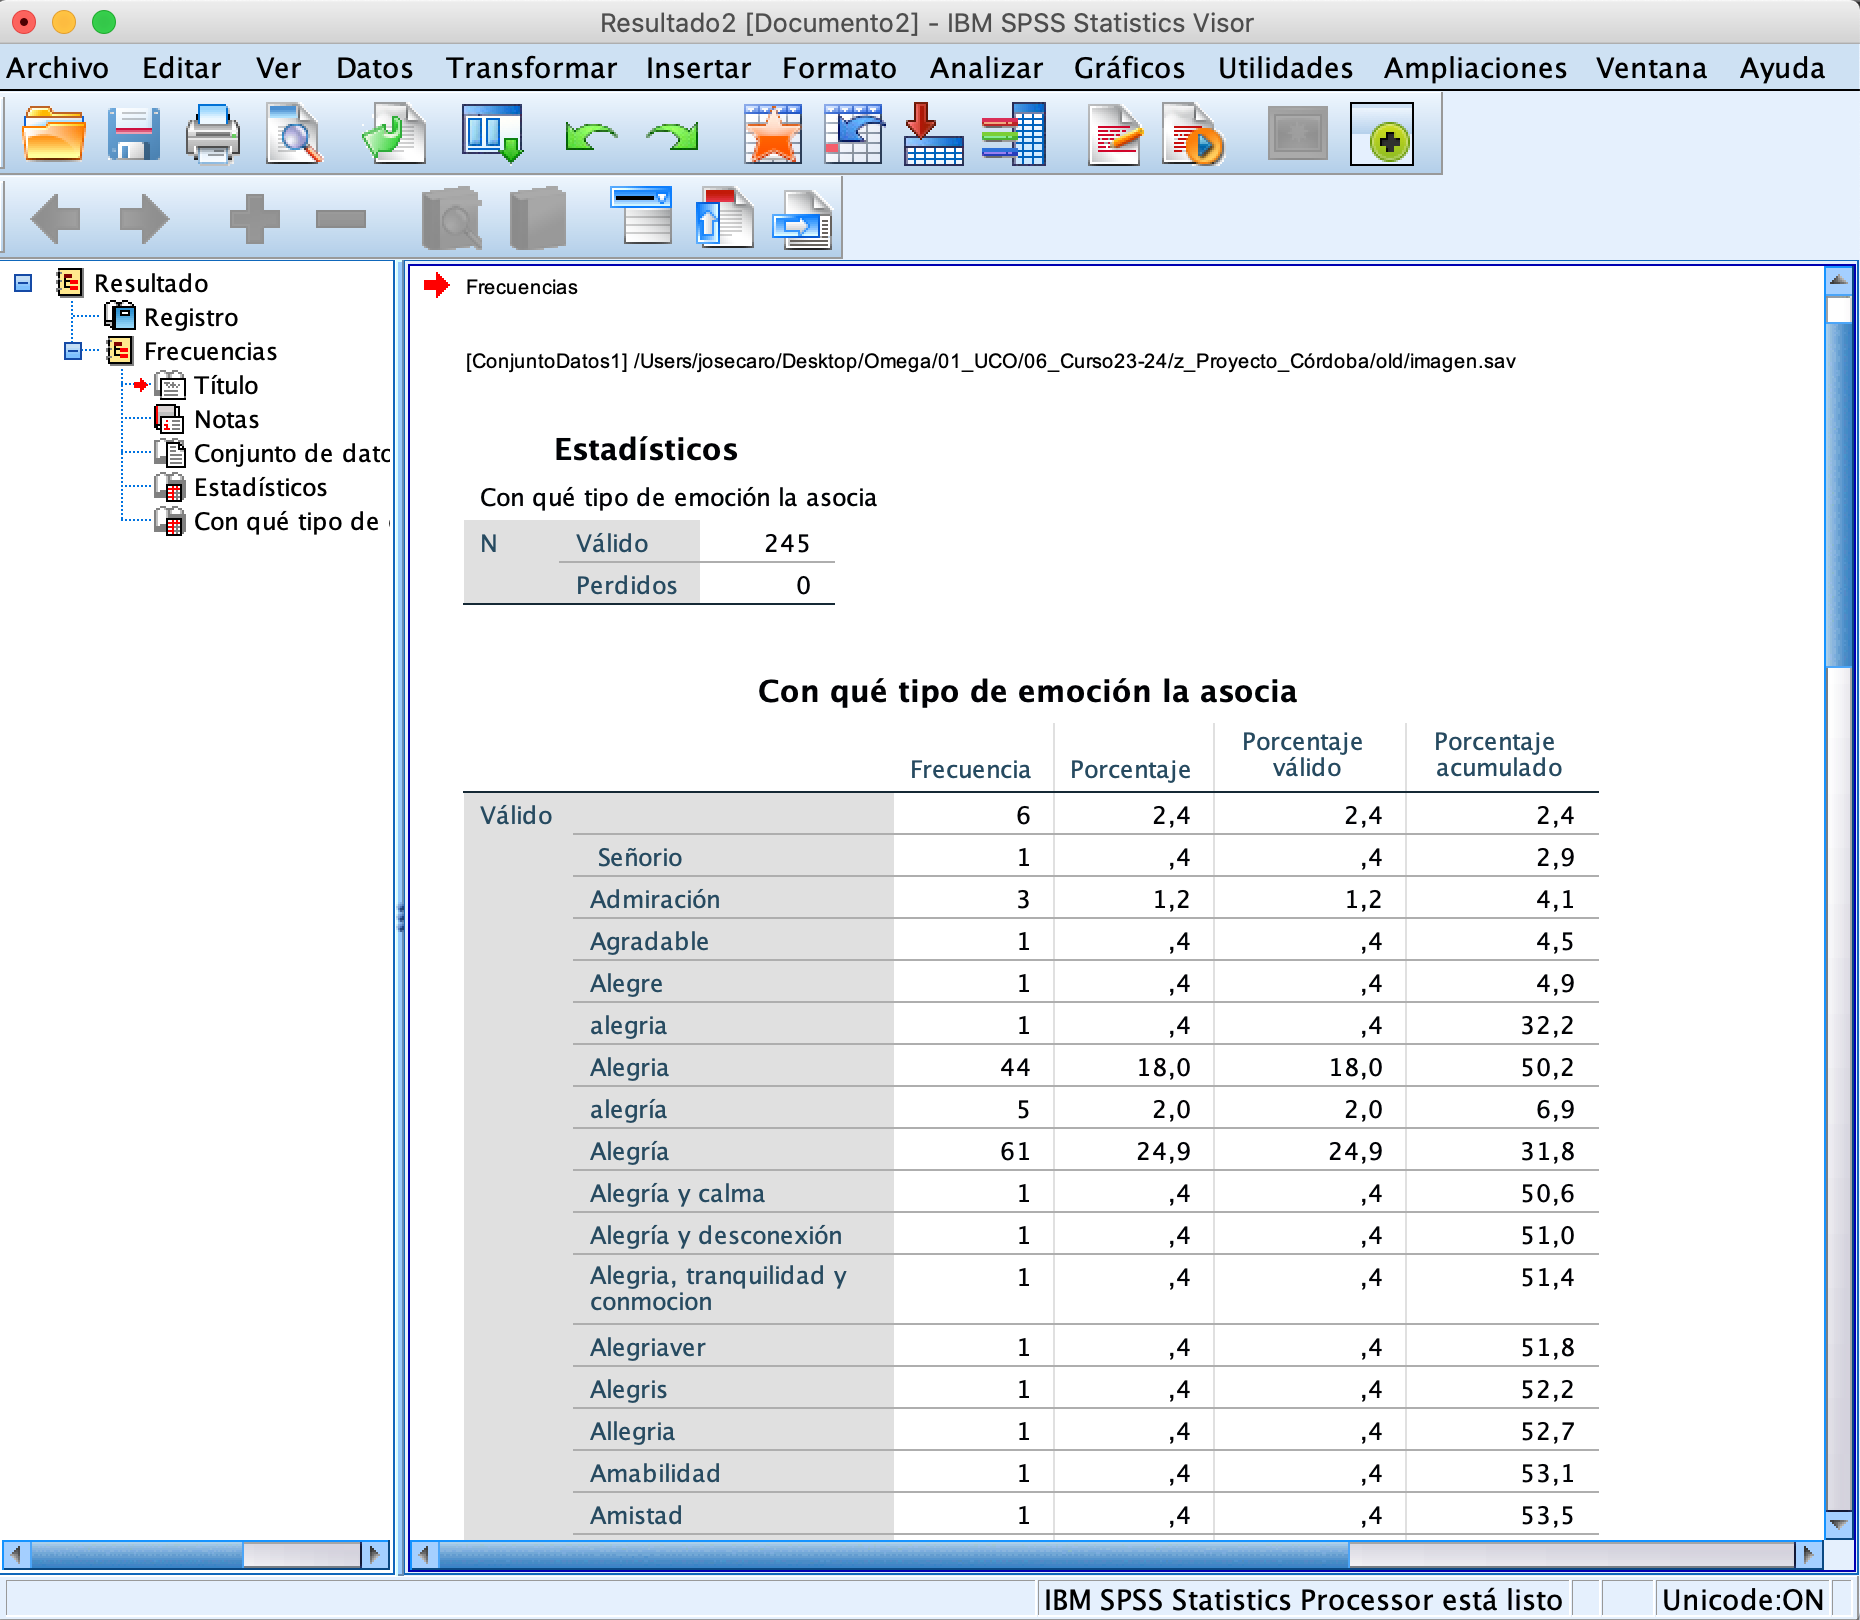 Resultado2 [Documento2] - IBM SPSS Statistics Visor
Archivo Editar Ver Datos Transformar Insertar Formato Analizar Gráficos Utilidades Ampliaciones Ventana Ayuda
Resultado
Registro
Frecuencias
Título
Notas
Conjunto de datc
Estadísticos
Con qué tipo de
Frecuencias
[ConjuntoDatos1] /Users/josecaro/Desktop/Omega/01_UCO/06_Curso23-24/z_Proyecto_Córdoba/old/imagen.sav
Estadísticos
Con qué tipo de emoción la asocia
N Válido 245
Perdidos 0
Con qué tipo de emoción la asocia
Frecuencia Porcentaje Porcentaje válido Porcentaje acumulado
Válido 6 2,4 2,4 2,4
Señorio 1 ,4 ,4 2,9
Admiración 3 1,2 1,2 4,1
Agradable 1 ,4 ,4 4,5
Alegre 1 ,4 ,4 4,9
alegria 1 ,4 ,4 32,2
Alegria 44 18,0 18,0 50,2
alegría 5 2,0 2,0 6,9
Alegría 61 24,9 24,9 31,8
Alegría y calma 1 ,4 ,4 50,6
Alegría y desconexión 1 ,4 ,4 51,0
Alegria, tranquilidad y conmocion 1 ,4 ,4 51,4
Alegriaver 1 ,4 ,4 51,8
Alegris 1 ,4 ,4 52,2
Allegria 1 ,4 ,4 52,7
Amabilidad 1 ,4 ,4 53,1
Amistad 1 ,4 ,4 53,5
IBM SPSS Statistics Processor está listo Unicode:ON